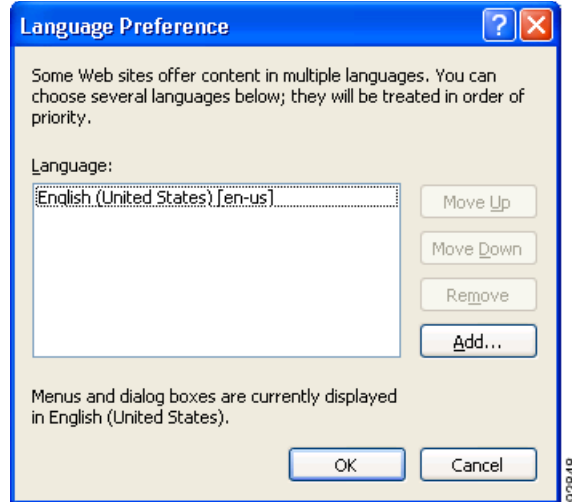 Language Preference
Some Web sites offer content in multiple languages. You can
choose several languages below; they will be treated in order of
priority.
Language:
English (United States) [en-us]
Move Up
Move Down
Remove
Add...
Menus and dialog boxes are currently displayed
in English (United States).
OK
Cancel